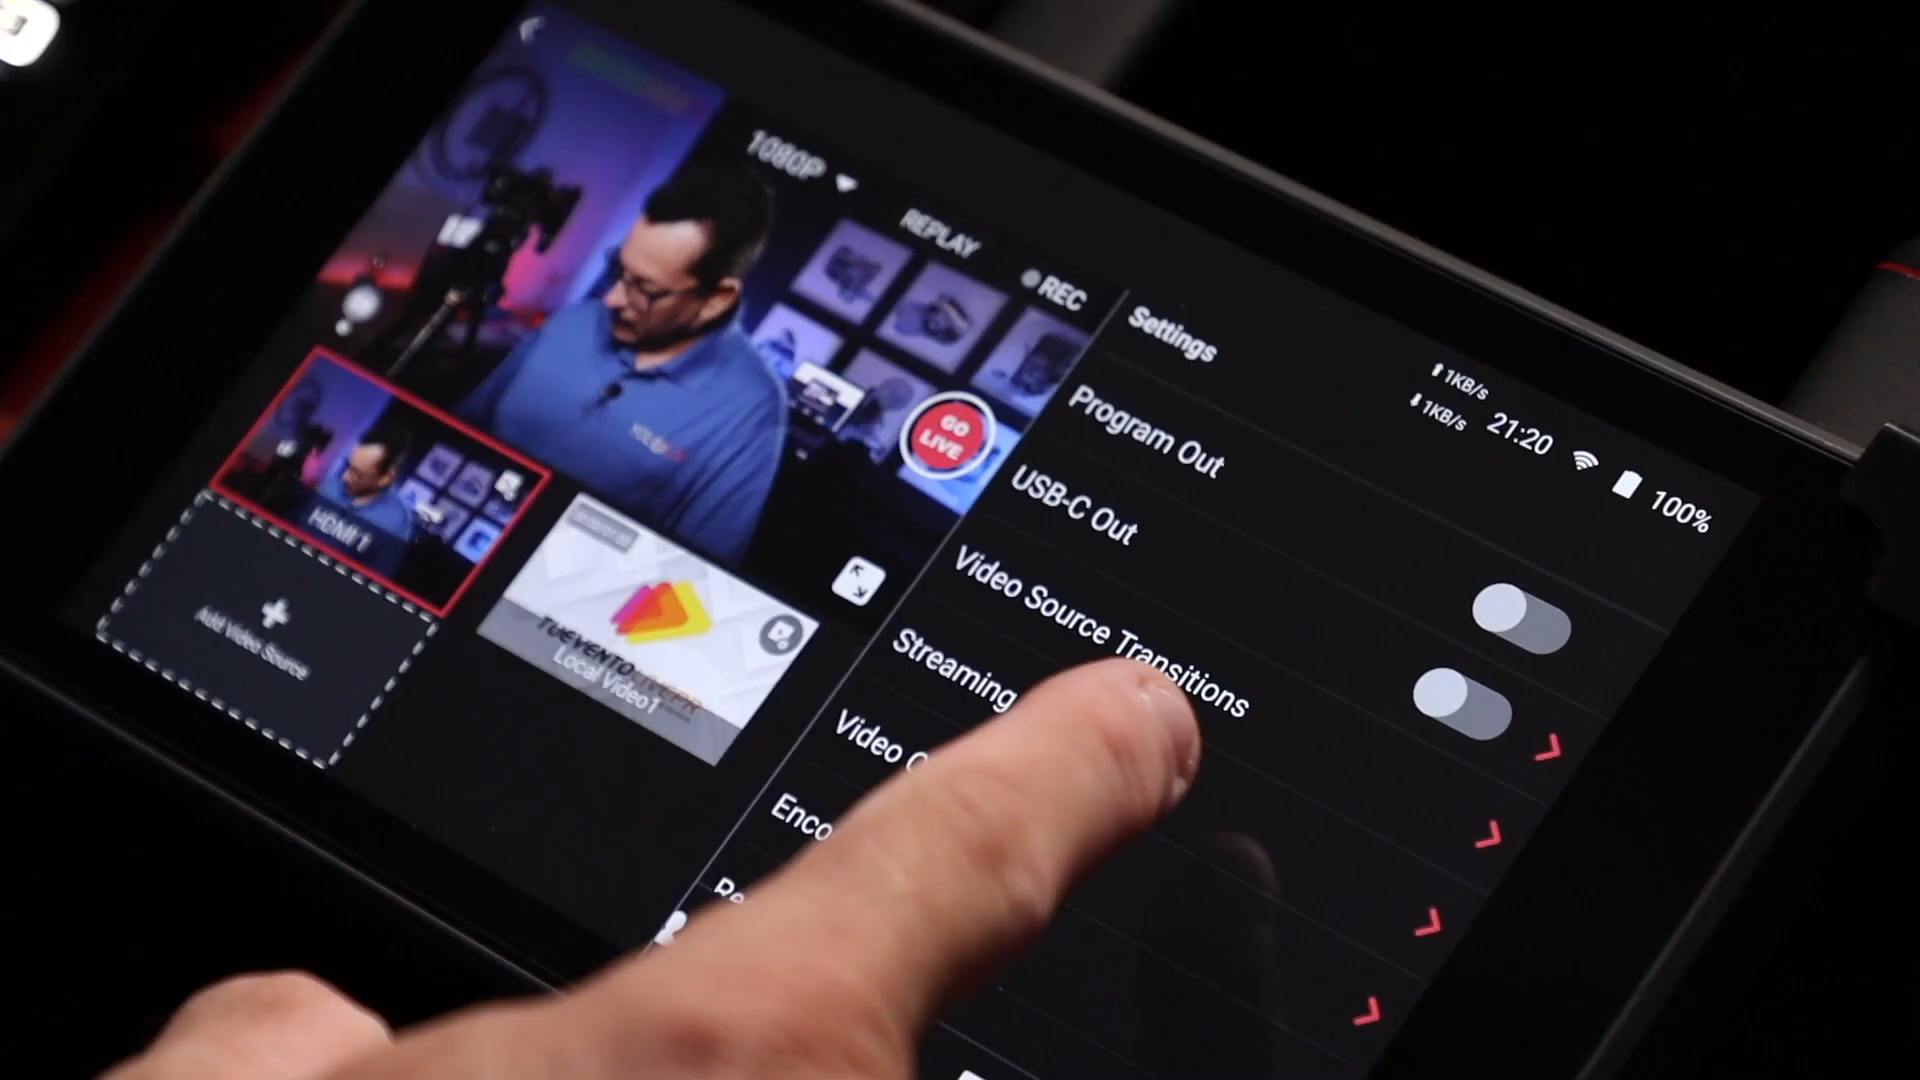 1080P
REPLAY
REC
GO
LIVE
HDMI 1
Add Video Source
TUEVENTO
Local Video1
Settings
1KB/s
1KB/s
21:20
100%
Program Out
USB-C Out
Video Source Transitions
Streaming
Video